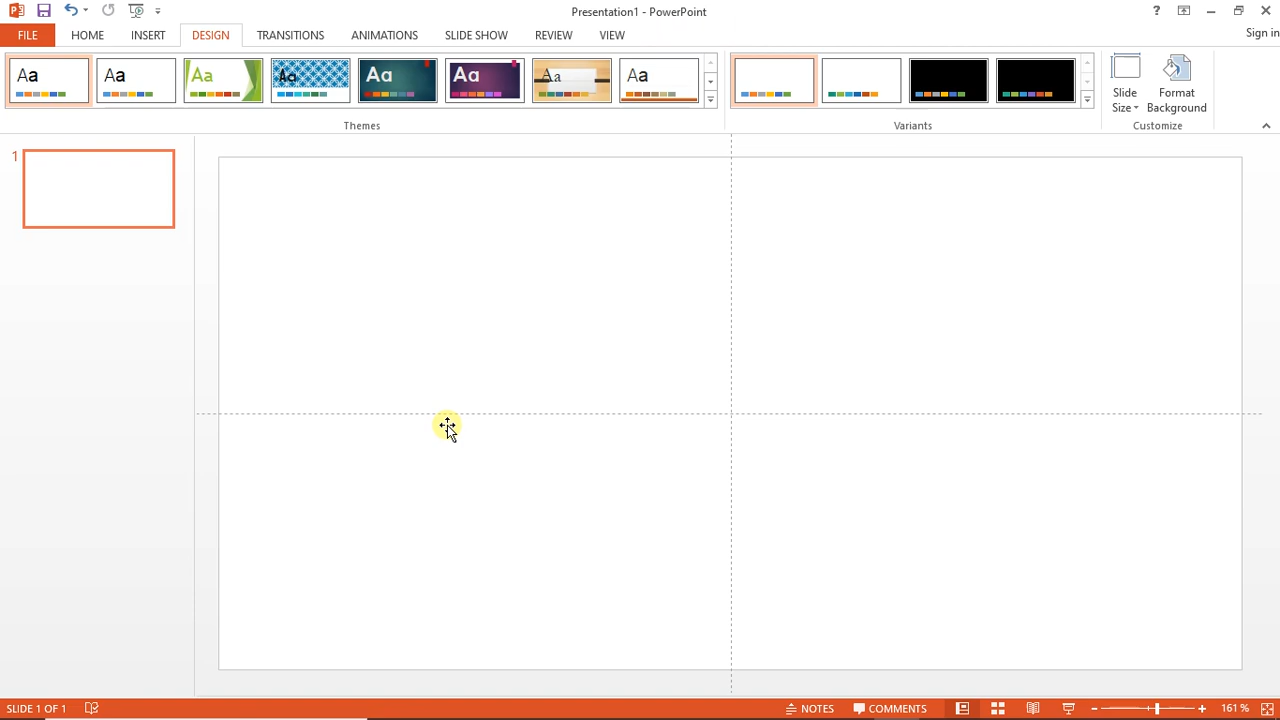 Presentation1 - PowerPoint
?
FILE HOME INSERT DESIGN TRANSITIONS ANIMATIONS SLIDE SHOW REVIEW VIEW Sign in
Aa Aa Aa Aa Aa Aa Aa Aa
Slide Size
Format Background
Themes Variants Customize
1
SLIDE 1 OF 1 NOTES COMMENTS 161 %